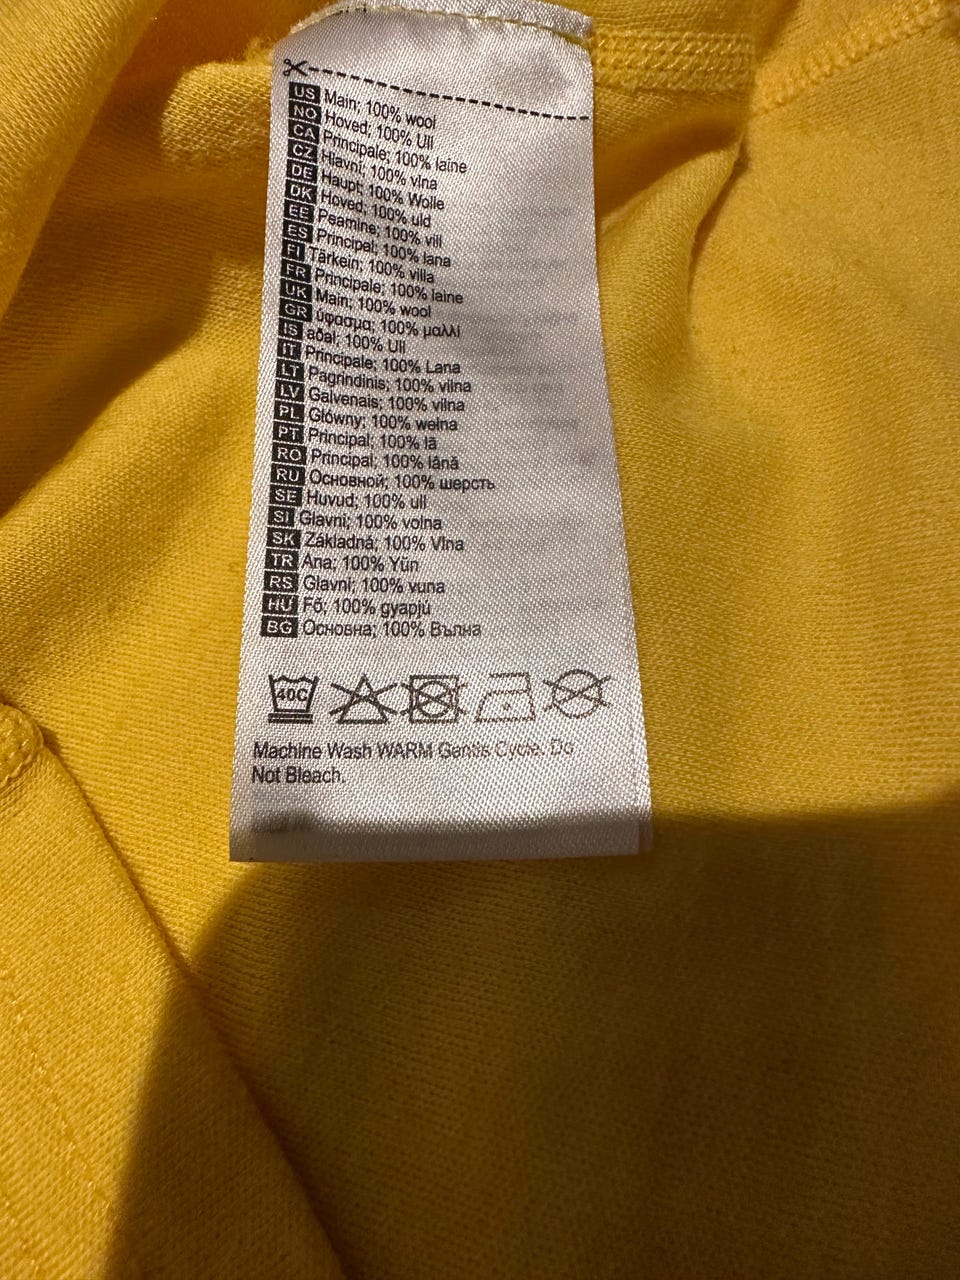 US Main; 100% wool
NO Hoved; 100% Ull
CA Principale; 100% laine
CZ Hlavní; 100% vlna
DE Haupt; 100% Wolle
DK Hoved; 100% uld
EE Peamine; 100% vill
ES Principal; 100% lana
FI Tärkein; 100% villa
FR Principale; 100% laine
UK Main; 100% wool
GR ύφασμα; 100% μαλλί
IS aðal; 100% Ull
IT Principale; 100% Lana
LT Pagrindinis; 100% vilna
LV Galvenais; 100% vilna
PL Główny; 100% wełna
PT Principal; 100% lã
RO Principal; 100% lână
RU Основной; 100% шерсть
SE Huvud; 100% ull
SI Glavni; 100% volna
SK Základná; 100% Vlna
TR Ana; 100% Yün
RS Glavni; 100% vuna
HU Fő; 100% gyapjú
BG Основна; 100% Вълна
40C
Machine Wash WARM Gentle Cycle. Do
Not Bleach.